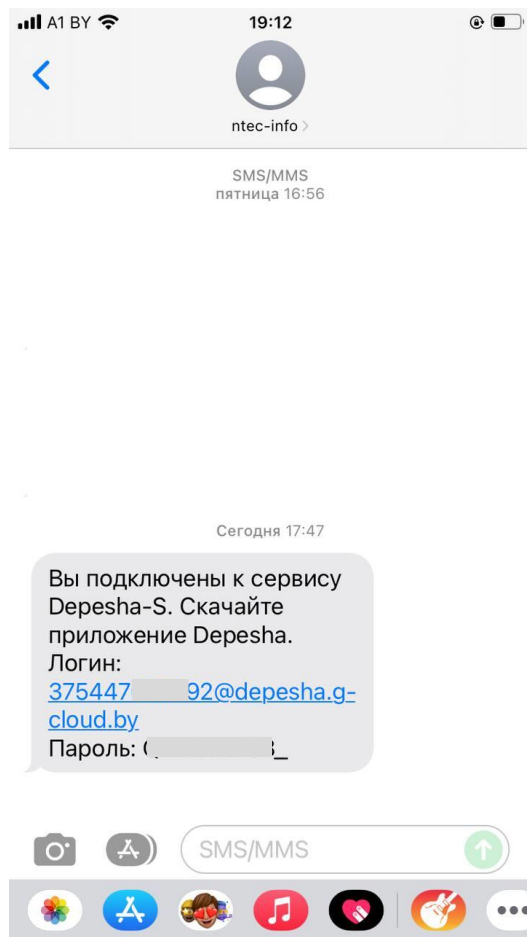 A1 BY
19:12
ntec-info
SMS/MMS
пятница 16:56
Сегодня 17:47
Вы подключены к сервису
Depesha-S. Скачайте
приложение Depesha.
Логин:
375447 92@depesha.g-
cloud.by
Пароль:
SMS/MMS